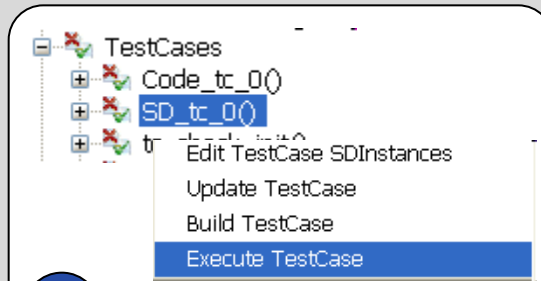 TestCases
Code_tc_0()
SD_tc_0()
Edit TestCase SDInstances
Update TestCase
Build TestCase
Execute TestCase